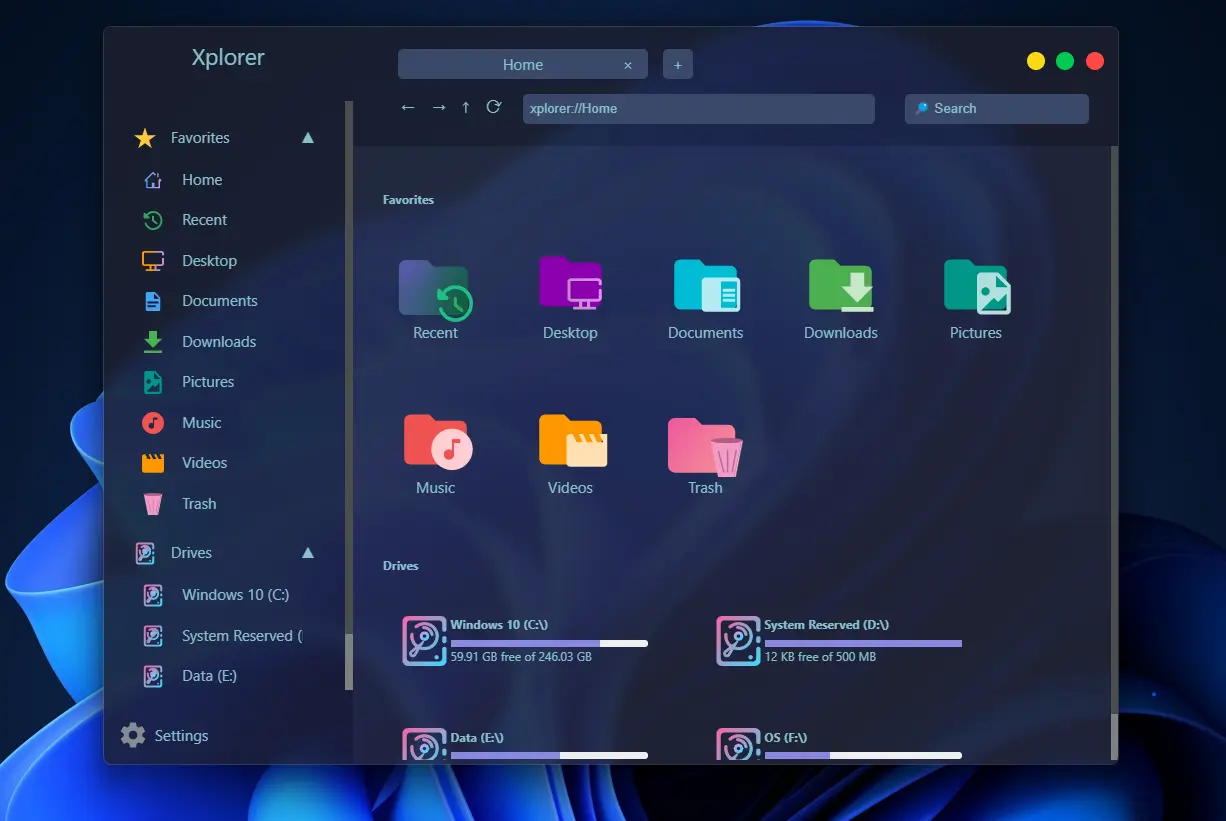 Xplorer
Home ×
+
← → ↑
xplorer://Home
Search
Favorites ▲
Home
Recent
Desktop
Documents
Downloads
Pictures
Music
Videos
Trash
Drives ▲
Windows 10 (C:)
System Reserved (
Data (E:)
Settings
Favorites
Recent
Desktop
Documents
Downloads
Pictures
Music
Videos
Trash
Drives
Windows 10 (C:\)
59.91 GB free of 246.03 GB
System Reserved (D:\)
12 KB free of 500 MB
Data (E:\)
OS (F:\)